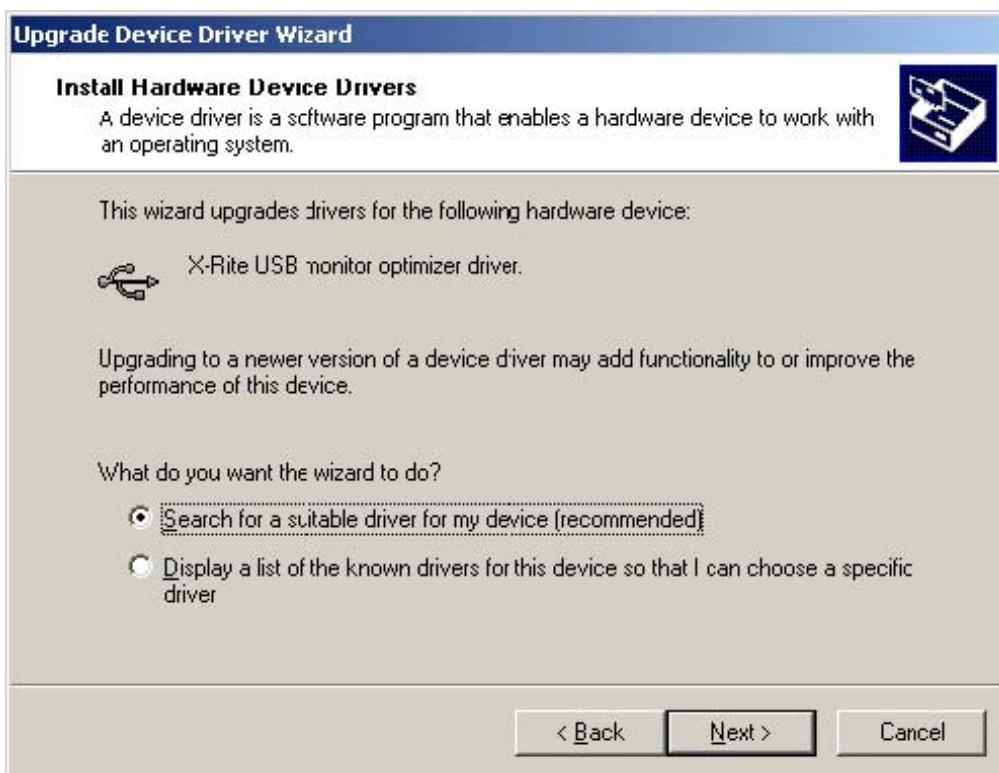 Upgrade Device Driver Wizard
Install Hardware Device Drivers
A device driver is a software program that enables a hardware device to work with
an operating system.
This wizard upgrades drivers for the following hardware device:
X-Rite USB monitor optimizer driver.
Upgrading to a newer version of a device driver may add functionality to or improve the
performance of this device.
What do you want the wizard to do?
Search for a suitable driver for my device (recommended)
Display a list of the known drivers for this device so that I can choose a specific
driver
< Back Next > Cancel